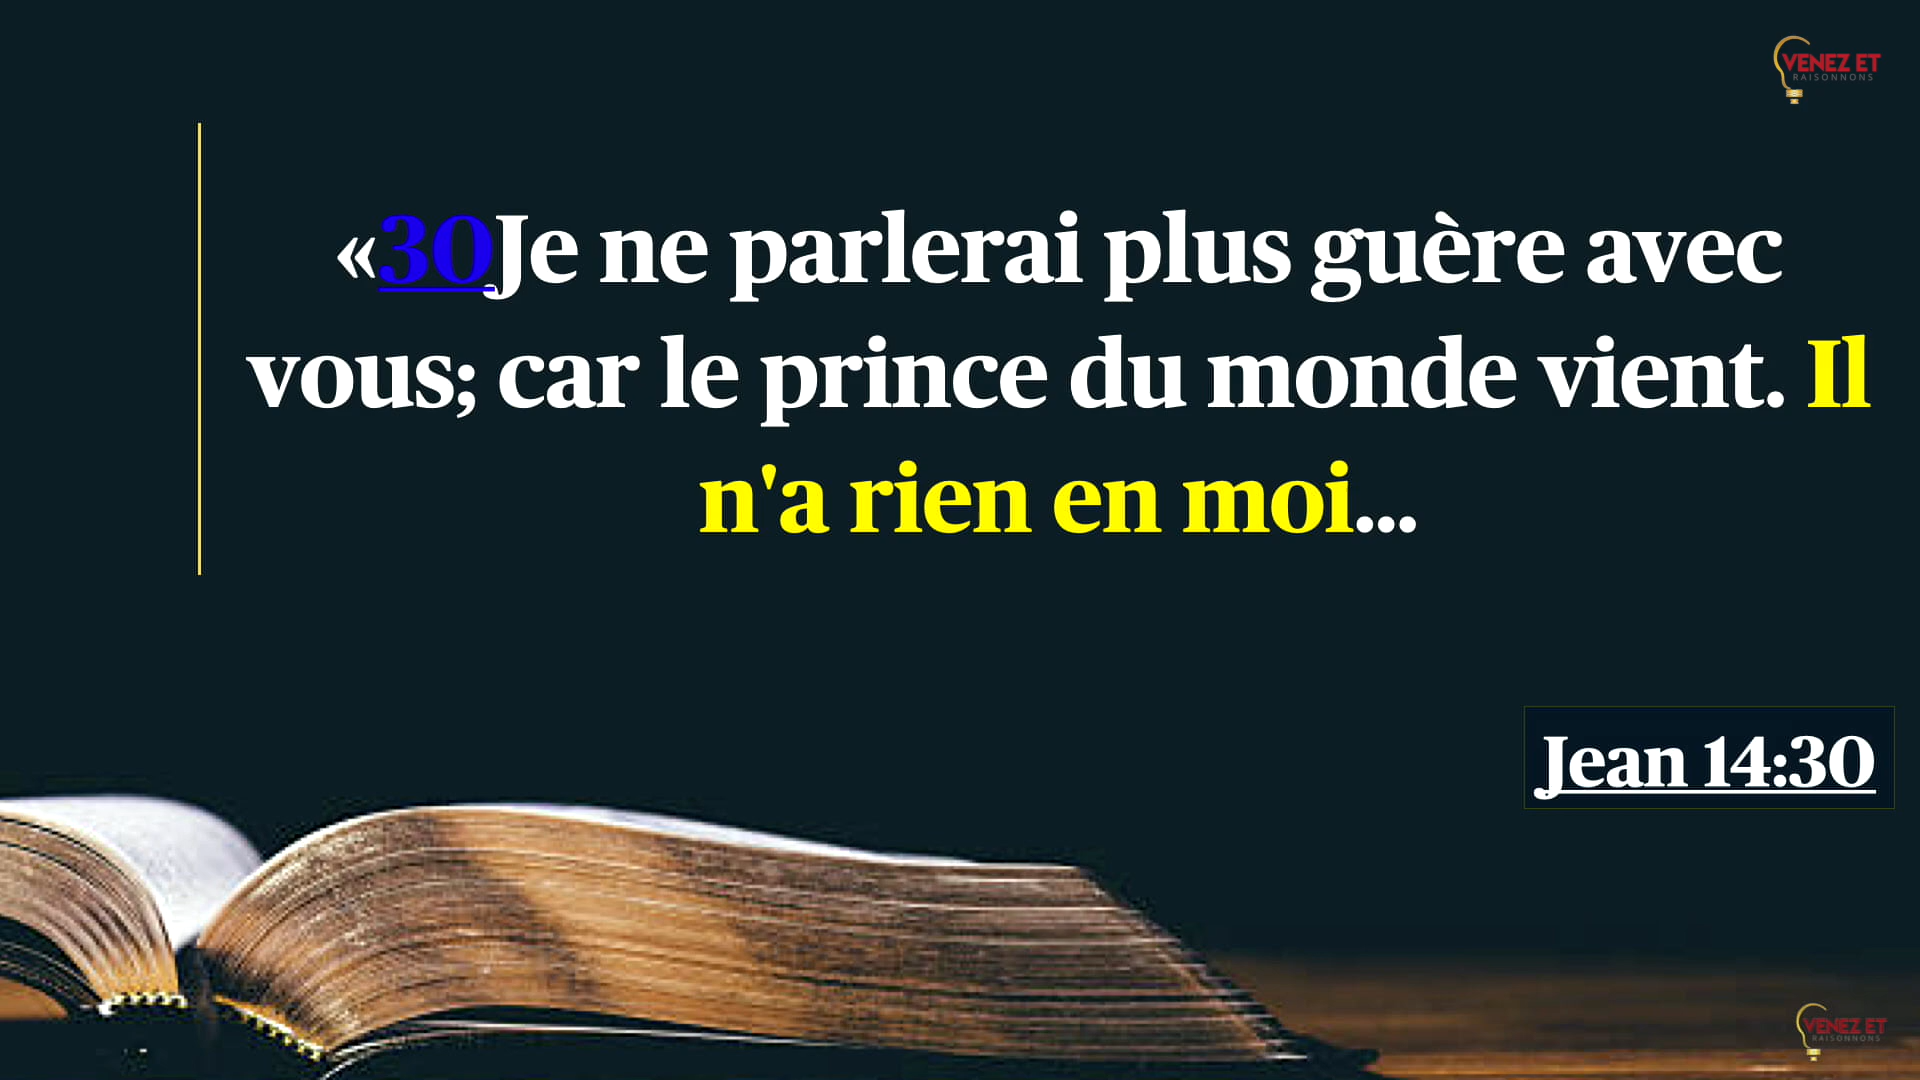 VENEZ ET
RAISONNONS
«30Je ne parlerai plus guère avec
vous; car le prince du monde vient. Il
n'a rien en moi...
Jean 14:30
VENEZ ET
RAISONNONS